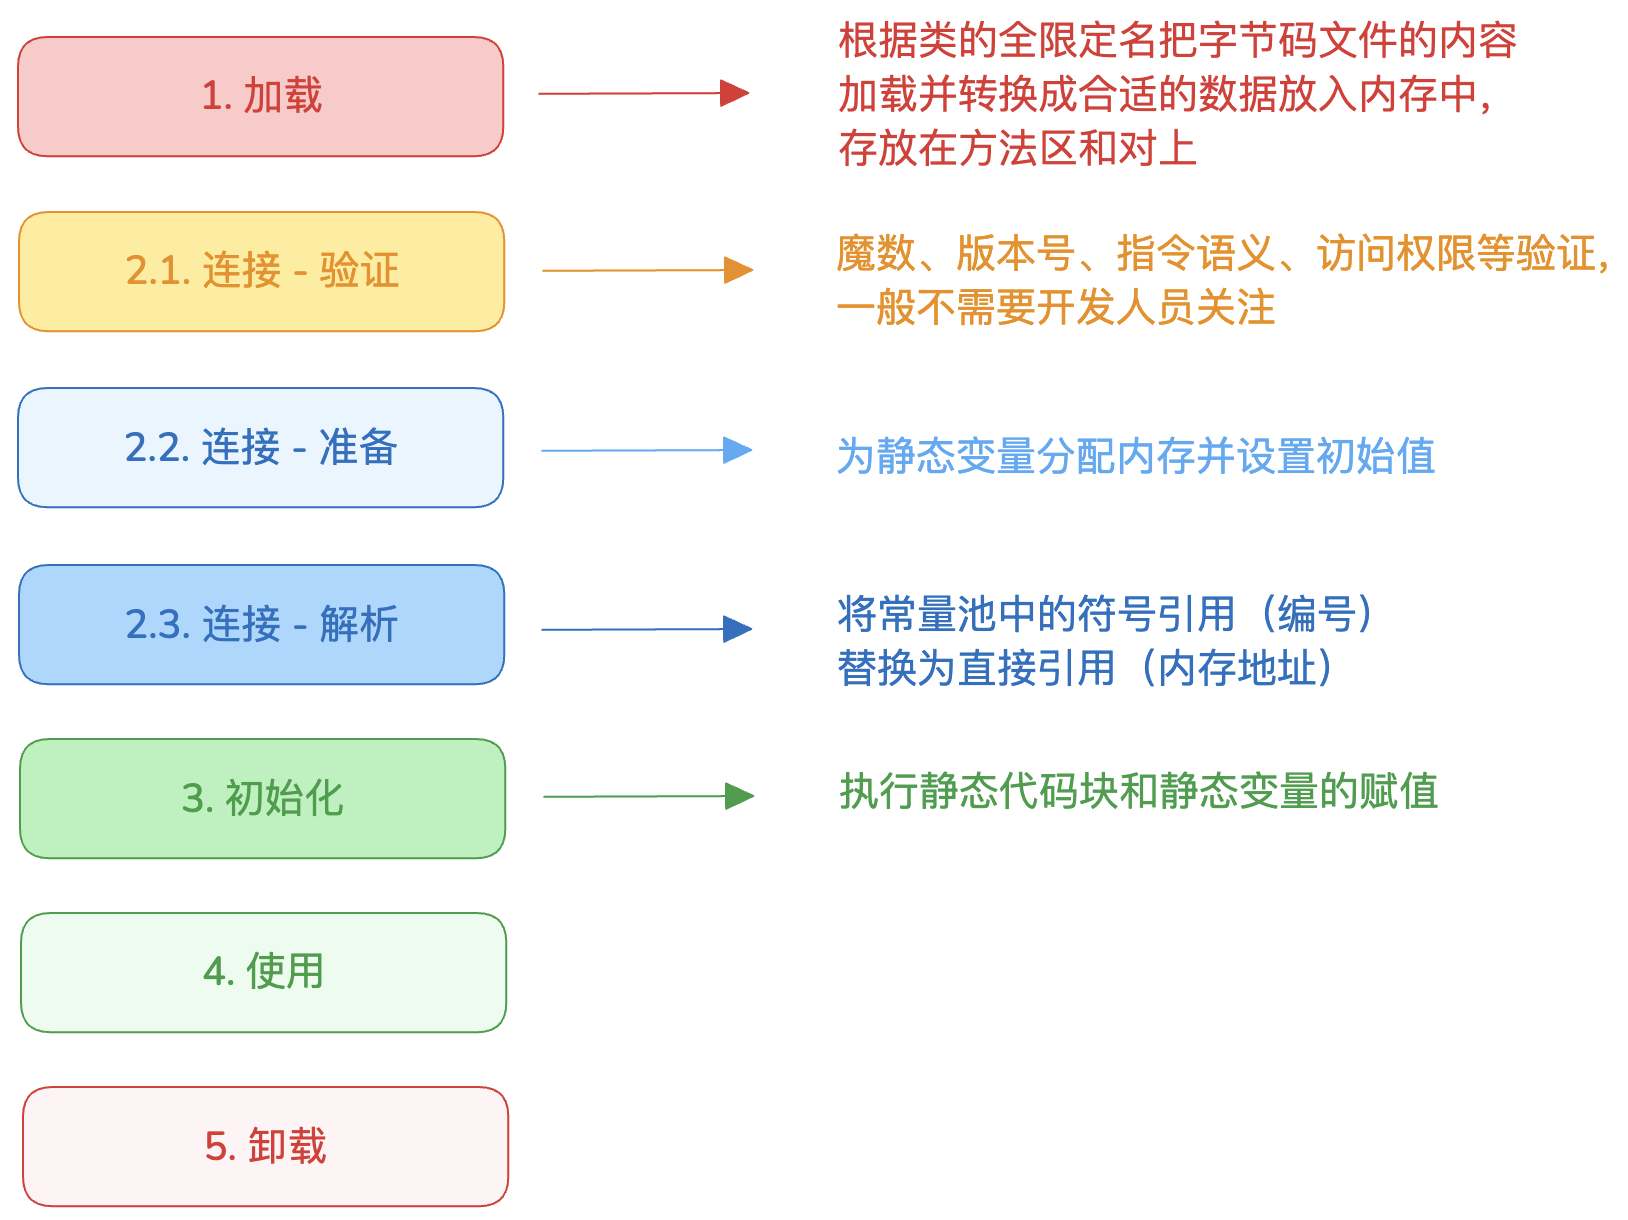 1. 加载
根据类的全限定名把字节码文件的内容
加载并转换成合适的数据放入内存中，
存放在方法区和对上
2.1. 连接 - 验证
魔数、版本号、指令语义、访问权限等验证，
一般不需要开发人员关注
2.2. 连接 - 准备
为静态变量分配内存并设置初始值
2.3. 连接 - 解析
将常量池中的符号引用（编号）
替换为直接引用（内存地址）
3. 初始化
执行静态代码块和静态变量的赋值
4. 使用
5. 卸载